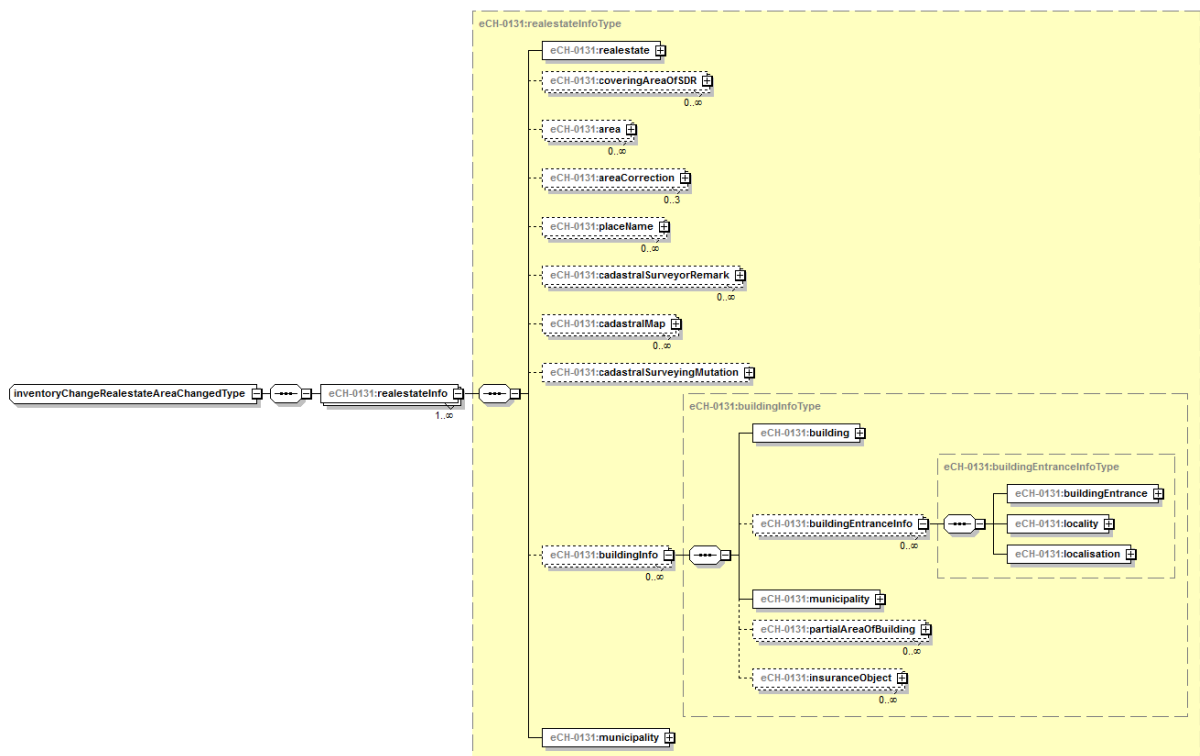 eCH-0131:realestateInfoType
eCH-0131:realestate
eCH-0131:coveringAreaOfSDR
0..∞
eCH-0131:area
0..∞
eCH-0131:areaCorrection
0..3
eCH-0131:placeName
0..∞
eCH-0131:cadastralSurveyorRemark
0..∞
eCH-0131:cadastralMap
0..∞
eCH-0131:cadastralSurveyingMutation
inventoryChangeRealestateAreaChangedType
eCH-0131:realestateInfo
1..∞
eCH-0131:buildingInfoType
eCH-0131:building
eCH-0131:buildingEntranceInfoType
eCH-0131:buildingEntrance
eCH-0131:buildingEntranceInfo
0..∞
eCH-0131:locality
eCH-0131:localisation
eCH-0131:buildingInfo
0..∞
eCH-0131:municipality
eCH-0131:partialAreaOfBuilding
0..∞
eCH-0131:insuranceObject
0..∞
eCH-0131:municipality